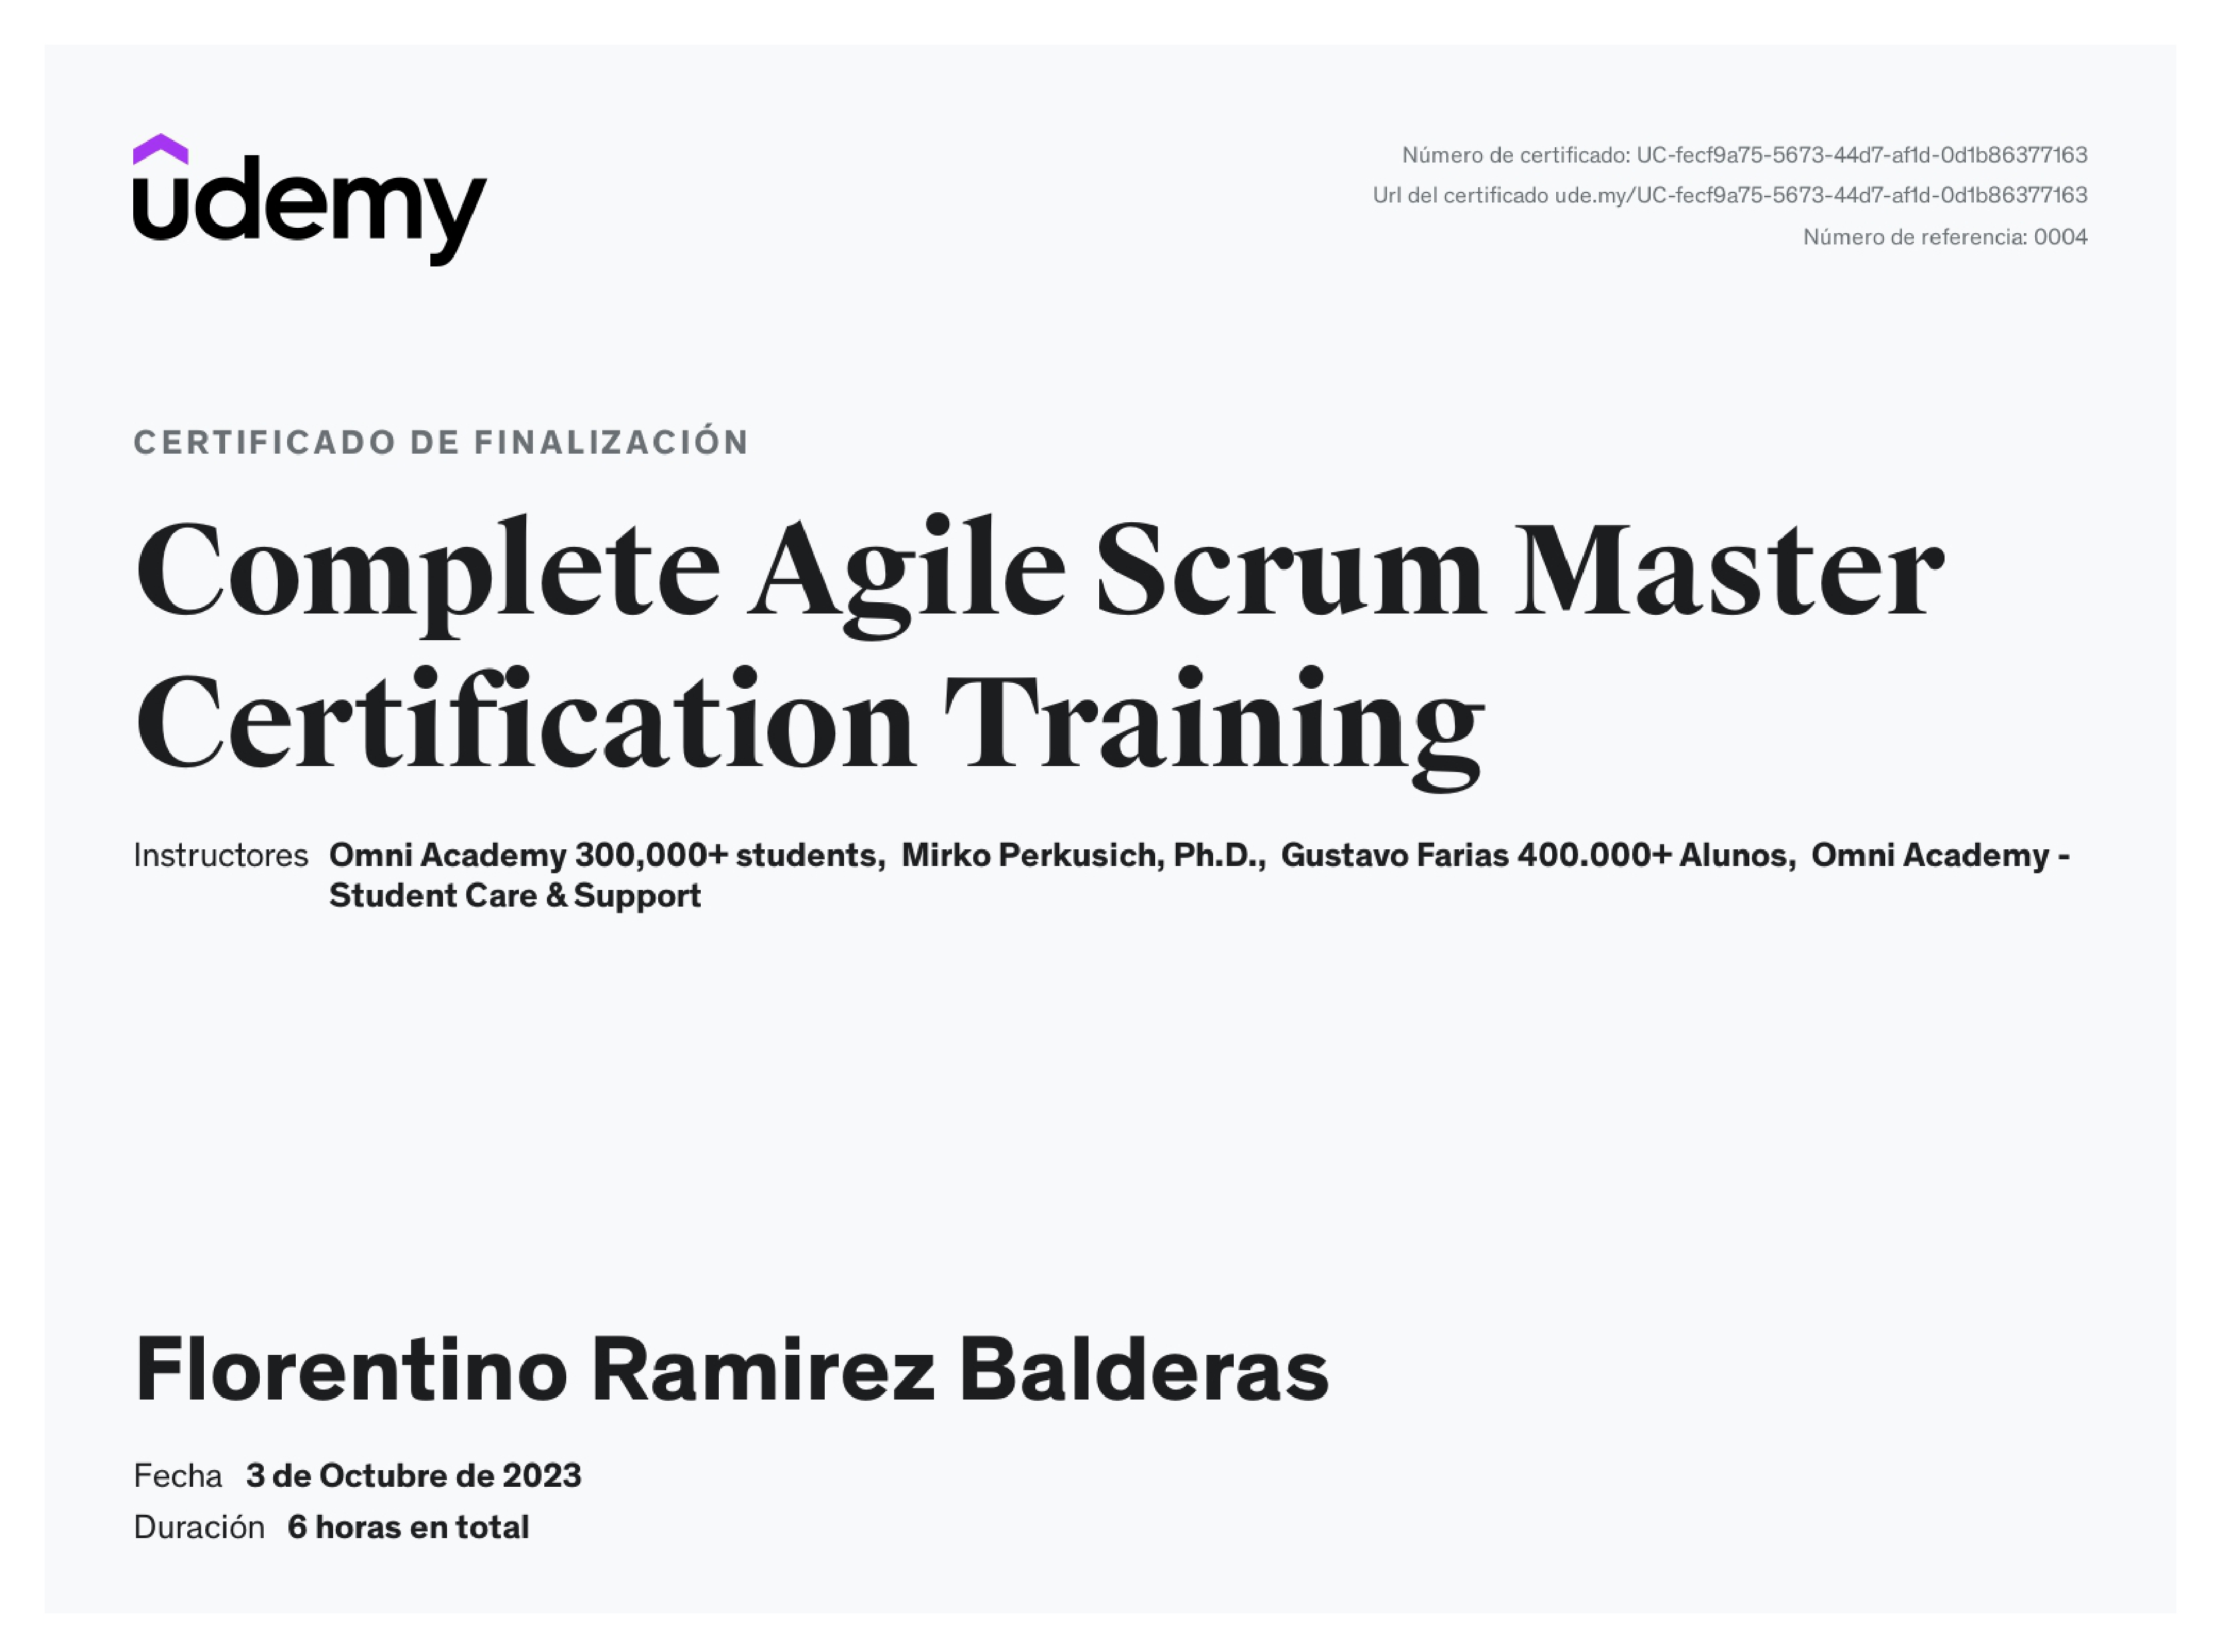 udemy
Número de certificado: UC-fecf9a75-5673-44d7-af1d-0d1b86377163
Url del certificado ude.my/UC-fecf9a75-5673-44d7-af1d-0d1b86377163
Número de referencia: 0004
CERTIFICADO DE FINALIZACIÓN
Complete Agile Scrum Master
Certification Training
Instructores Omni Academy 300,000+ students, Mirko Perkusich, Ph.D., Gustavo Farias 400.000+ Alunos, Omni Academy -
Student Care & Support
Florentino Ramirez Balderas
Fecha 3 de Octubre de 2023
Duración 6 horas en total